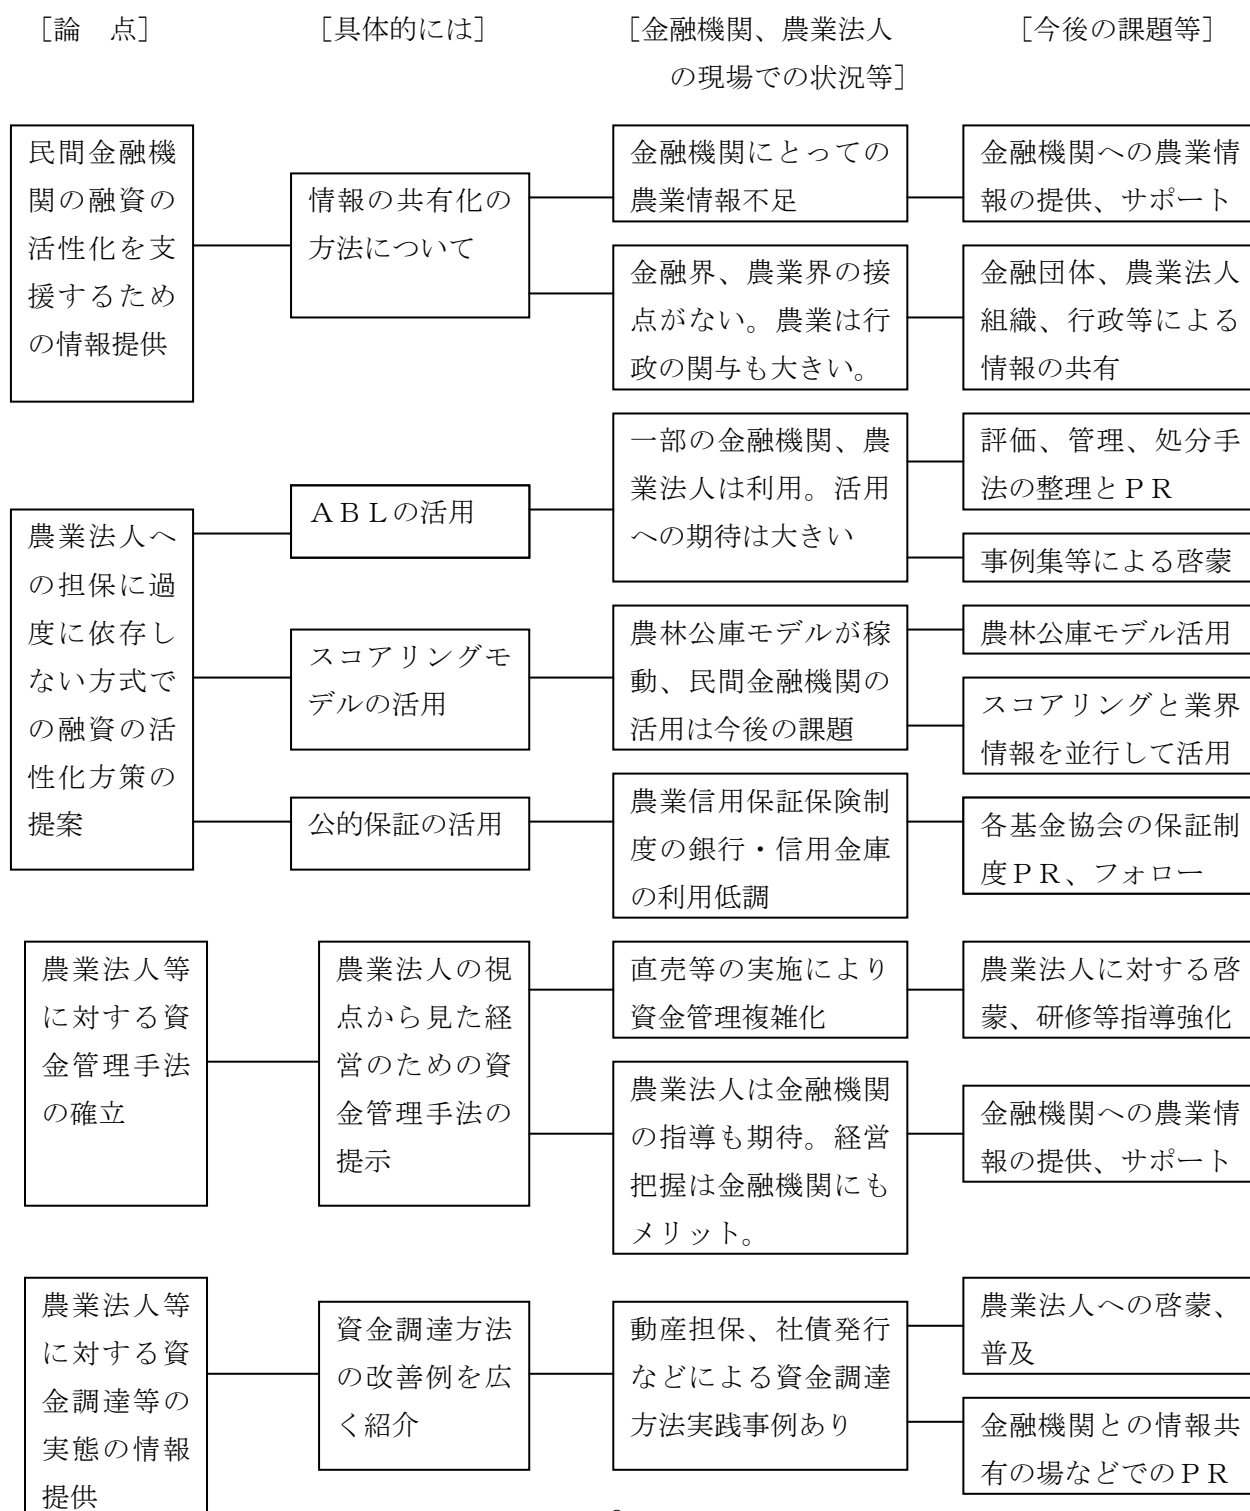 ［論　点］
［具体的には］
［金融機関、農業法人
の現場での状況等］
［今後の課題等］
民間金融機
関の融資の
活性化を支
援するため
の情報提供
情報の共有化の
方法について
金融機関にとっての
農業情報不足
金融機関への農業情
報の提供、サポート
金融界、農業界の接
点がない。農業は行
政の関与も大きい。
金融団体、農業法人
組織、行政等による
情報の共有
農業法人へ
の担保に過
度に依存し
ない方式で
の融資の活
性化方策の
提案
ＡＢＬの活用
一部の金融機関、農
業法人は利用。活用
への期待は大きい
評価、管理、処分手
法の整理とＰＲ
事例集等による啓蒙
スコアリングモ
デルの活用
農林公庫モデルが稼
動、民間金融機関の
活用は今後の課題
農林公庫モデル活用
スコアリングと業界
情報を並行して活用
公的保証の活用
農業信用保証保険制
度の銀行・信用金庫
の利用低調
各基金協会の保証制
度ＰＲ、フォロー
農業法人等
に対する資
金管理手法
の確立
農業法人の視
点から見た経
営のための資
金管理手法の
提示
直売等の実施により
資金管理複雑化
農業法人に対する啓
蒙、研修等指導強化
農業法人は金融機関
の指導も期待。経営
把握は金融機関にも
メリット。
金融機関への農業情
報の提供、サポート
農業法人等
に対する資
金調達等の
実態の情報
提供
資金調達方法
の改善例を広
く紹介
動産担保、社債発行
などによる資金調達
方法実践事例あり
農業法人への啓蒙、
普及
金融機関との情報共
有の場などでのＰＲ